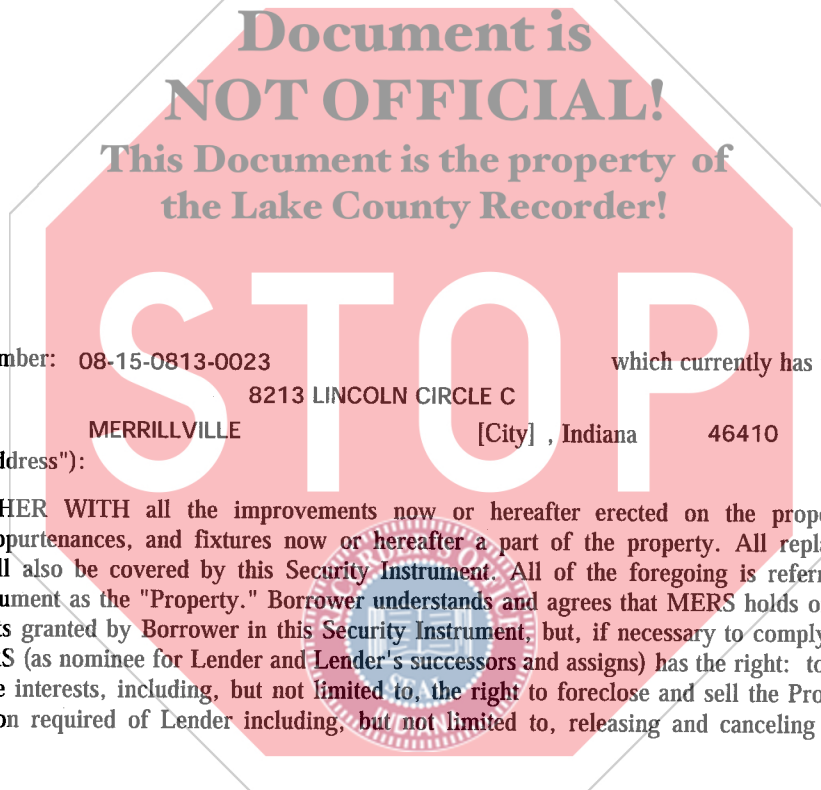 Document is
NOT OFFICIAL!
This Document is the property of
the Lake County Recorder!
STOP
mber: 08-15-0813-0023 which currently has
8213 LINCOLN CIRCLE C
MERRILLVILLE [City] , Indiana 46410
ddress"):
HER WITH all the improvements now or hereafter erected on the prope
ppurtenances, and fixtures now or hereafter a part of the property. All repla
ll also be covered by this Security Instrument. All of the foregoing is referr
ument as the "Property." Borrower understands and agrees that MERS holds o
ts granted by Borrower in this Security Instrument, but, if necessary to comply
RS (as nominee for Lender and Lender's successors and assigns) has the right: to
e interests, including, but not limited to, the right to foreclose and sell the Pro
on required of Lender including, but not limited to, releasing and canceling
SEAL
INDIANA